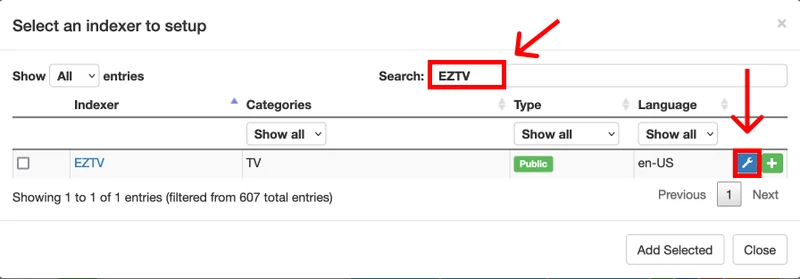 Select an indexer to setup ×
Show All entries Search: EZTV
Indexer Categories Type Language
Show all Show all Show all
EZTV TV Public en-US
Showing 1 to 1 of 1 entries (filtered from 607 total entries) Previous 1 Next
Add Selected Close